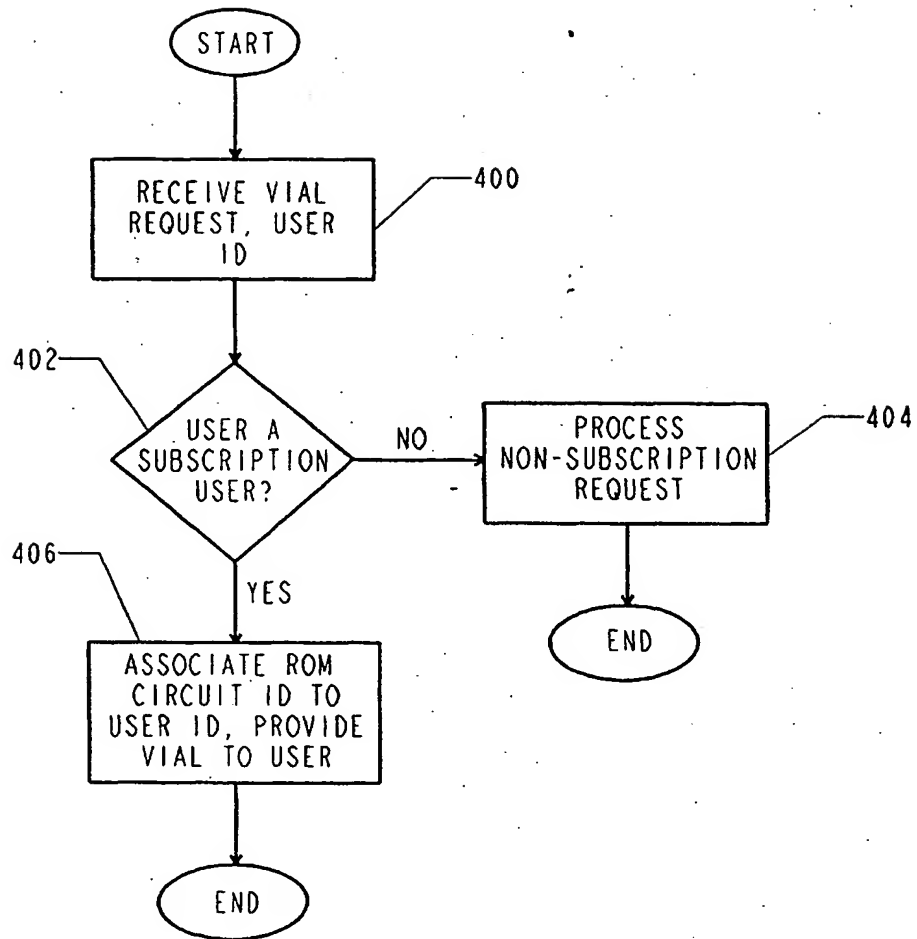 START
RECEIVE VIAL
REQUEST, USER
ID
400
402
USER A
SUBSCRIPTION
USER?
NO
PROCESS
NON-SUBSCRIPTION
REQUEST
404
406
YES
END
ASSOCIATE ROM
CIRCUIT ID TO
USER ID, PROVIDE
VIAL TO USER
END